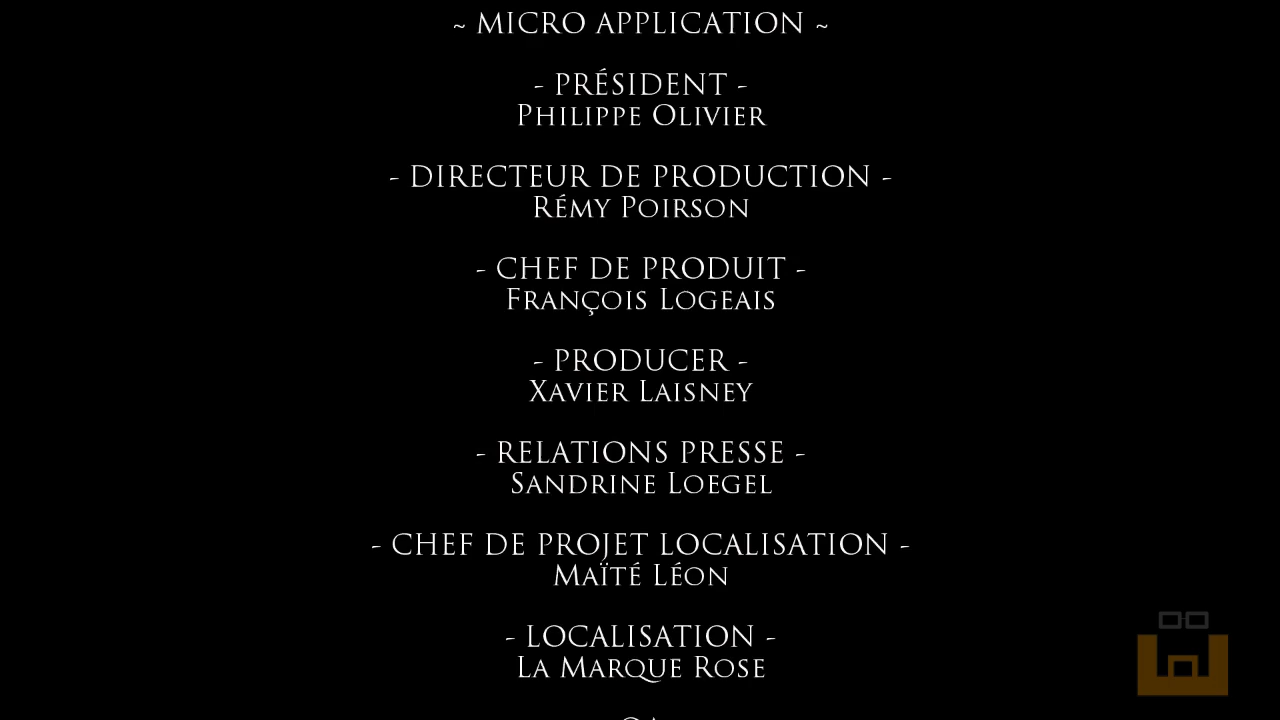 ~ MICRO APPLICATION ~
- PRÉSIDENT -
PHILIPPE OLIVIER
- DIRECTEUR DE PRODUCTION -
RÉMY POIRSON
- CHEF DE PRODUIT -
FRANÇOIS LOGEAIS
- PRODUCER -
XAVIER LAISNEY
- RELATIONS PRESSE -
SANDRINE LOEGEL
- CHEF DE PROJET LOCALISATION -
MAÏTÉ LÉON
- LOCALISATION -
LA MARQUE ROSE